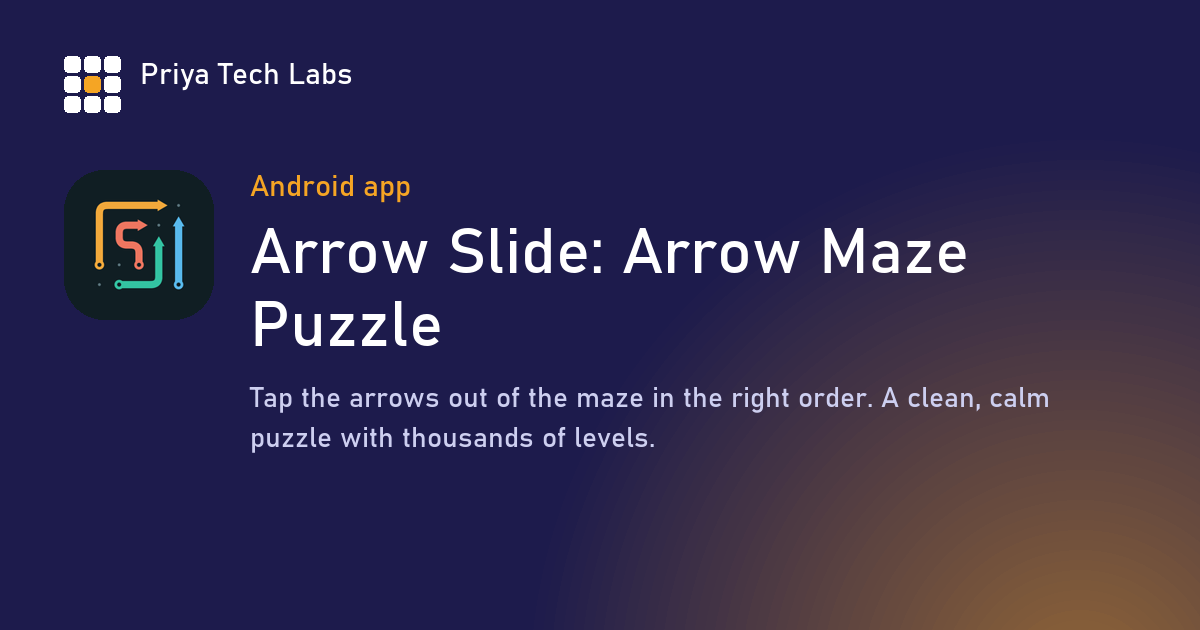 Priya Tech Labs
Android app
Arrow Slide: Arrow Maze
Puzzle
Tap the arrows out of the maze in the right order. A clean, calm
puzzle with thousands of levels.